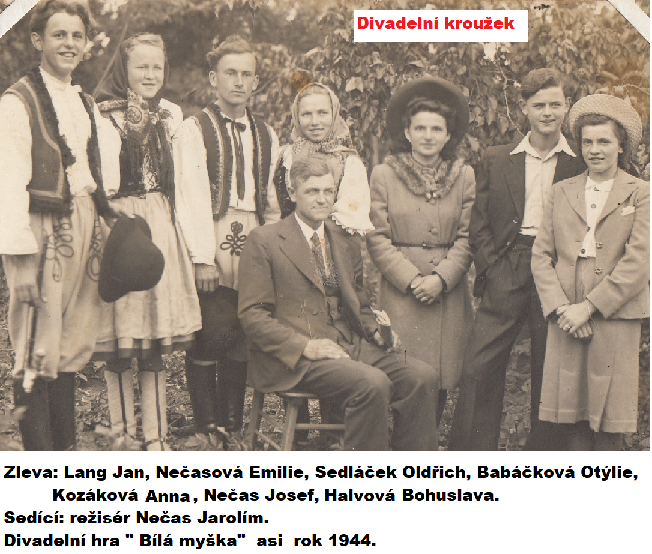 Divadelní kroužek
Zleva: Lang Jan, Nečasová Emilie, Sedláček Oldřich, Babáčková Otýlie,
Kozáková Anna, Nečas Josef, Halvová Bohuslava.
Sedící: režisér Nečas Jarolím.
Divadelní hra " Bílá myška" asi rok 1944.